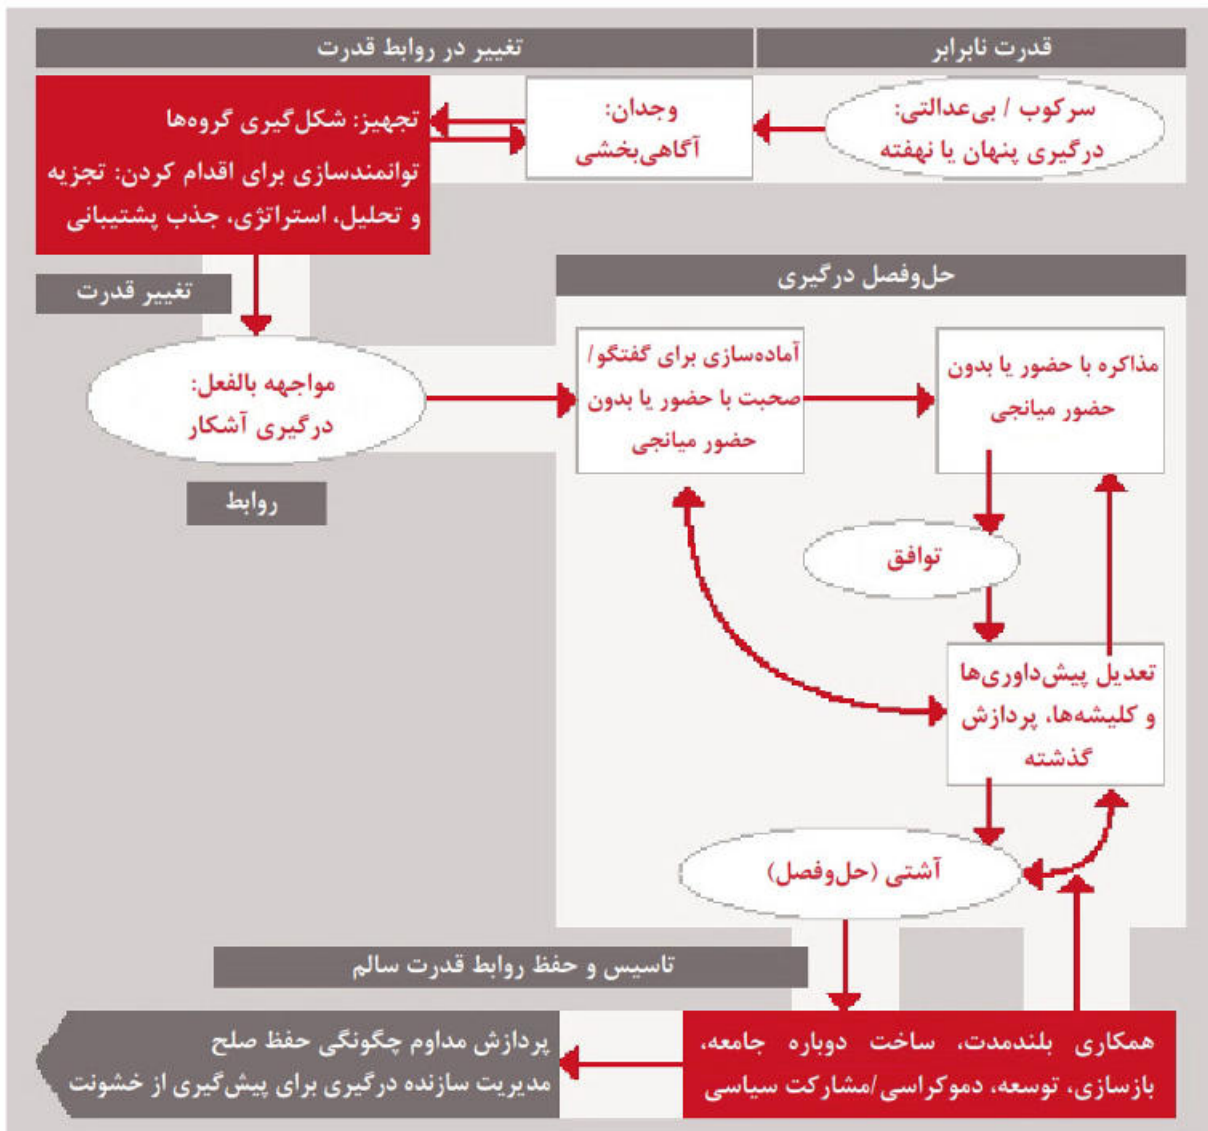 قدرت نابرابر
تغییر در روابط قدرت
سرکوب / بی‌عدالتی:
درگیری پنهان یا نهفته
وجدان:
آگاهی‌بخشی
تجهیز: شکل‌گیری گروه‌ها
توانمندسازی برای اقدام کردن: تجزیه
و تحلیل، استراتژی، جذب پشتیبانی
تغییر قدرت
مواجهه بالفعل:
درگیری آشکار
روابط
حل‌وفصل درگیری
آماده‌سازی برای گفتگو/
صحبت با حضور یا بدون
حضور میانجی
مذاکره با حضور یا بدون
حضور میانجی
توافق
تعدیل پیش‌داوری‌ها
و کلیشه‌ها، پردازش
گذشته
آشتی (حل‌وفصل)
تاسیس و حفظ روابط قدرت سالم
همکاری بلندمدت، ساخت دوباره جامعه،
بازسازی، توسعه، دموکراسی/مشارکت سیاسی
پردازش مداوم چگونگی حفظ صلح
مدیریت سازنده درگیری برای پیش‌گیری از خشونت